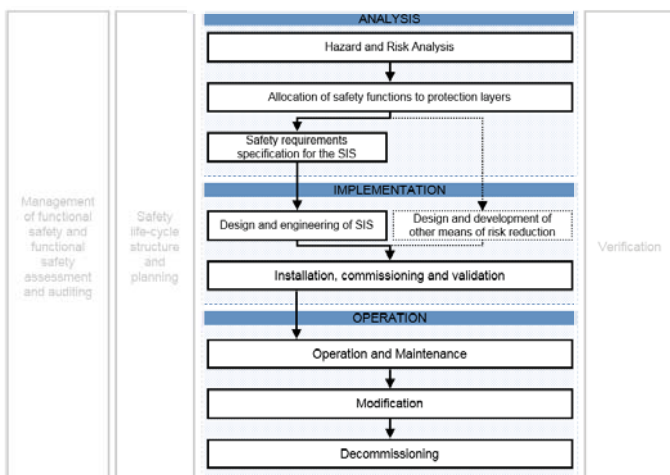 Management
of functional
safety and
functional
safety
assessment
and auditing
Safety
life-cycle
structure
and
planning
ANALYSIS
Hazard and Risk Analysis
Allocation of safety functions to protection layers
Safety requirements
specification for the SIS
IMPLEMENTATION
Design and engineering of SIS
Design and development of
other means of risk reduction
Installation, commissioning and validation
OPERATION
Operation and Maintenance
Modification
Decommissioning
Verification